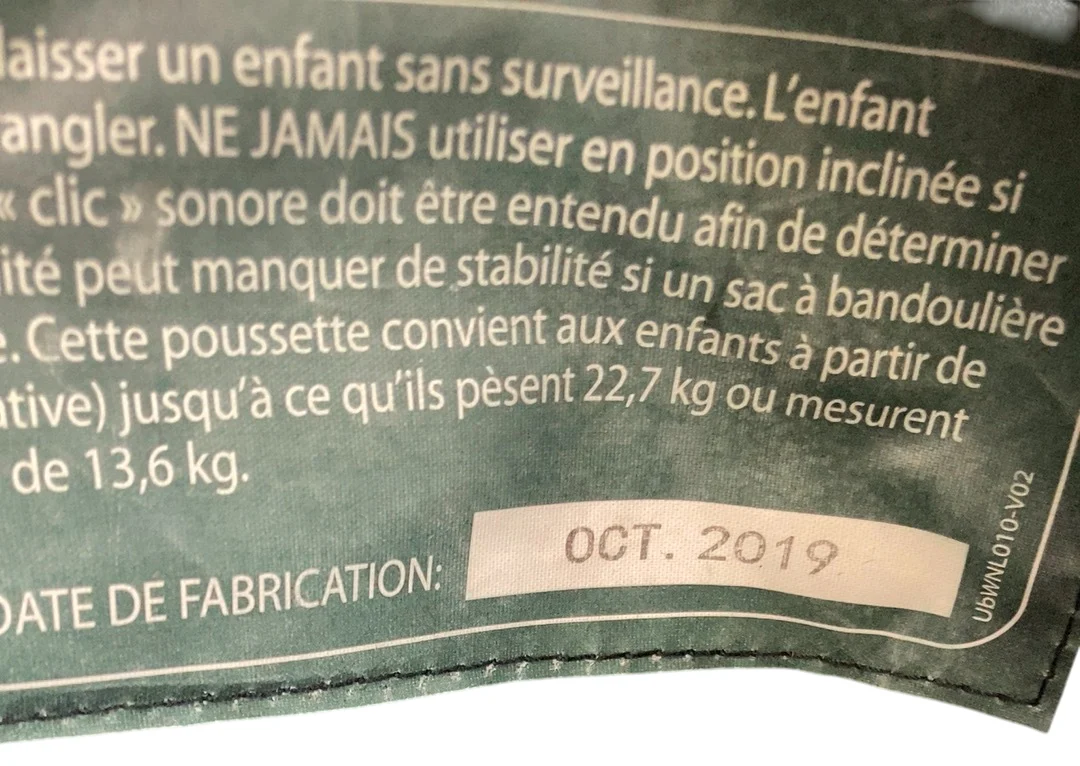 laisser un enfant sans surveillance. L'enfant
angler. NE JAMAIS utiliser en position inclinée si
« clic » sonore doit être entendu afin de déterminer
ité peut manquer de stabilité si un sac à bandoulière
e. Cette poussette convient aux enfants à partir de
ative) jusqu'à ce qu'ils pèsent 22,7 kg ou mesurent
de 13,6 kg.
DATE DE FABRICATION: OCT. 2019
UbWNL010-V02